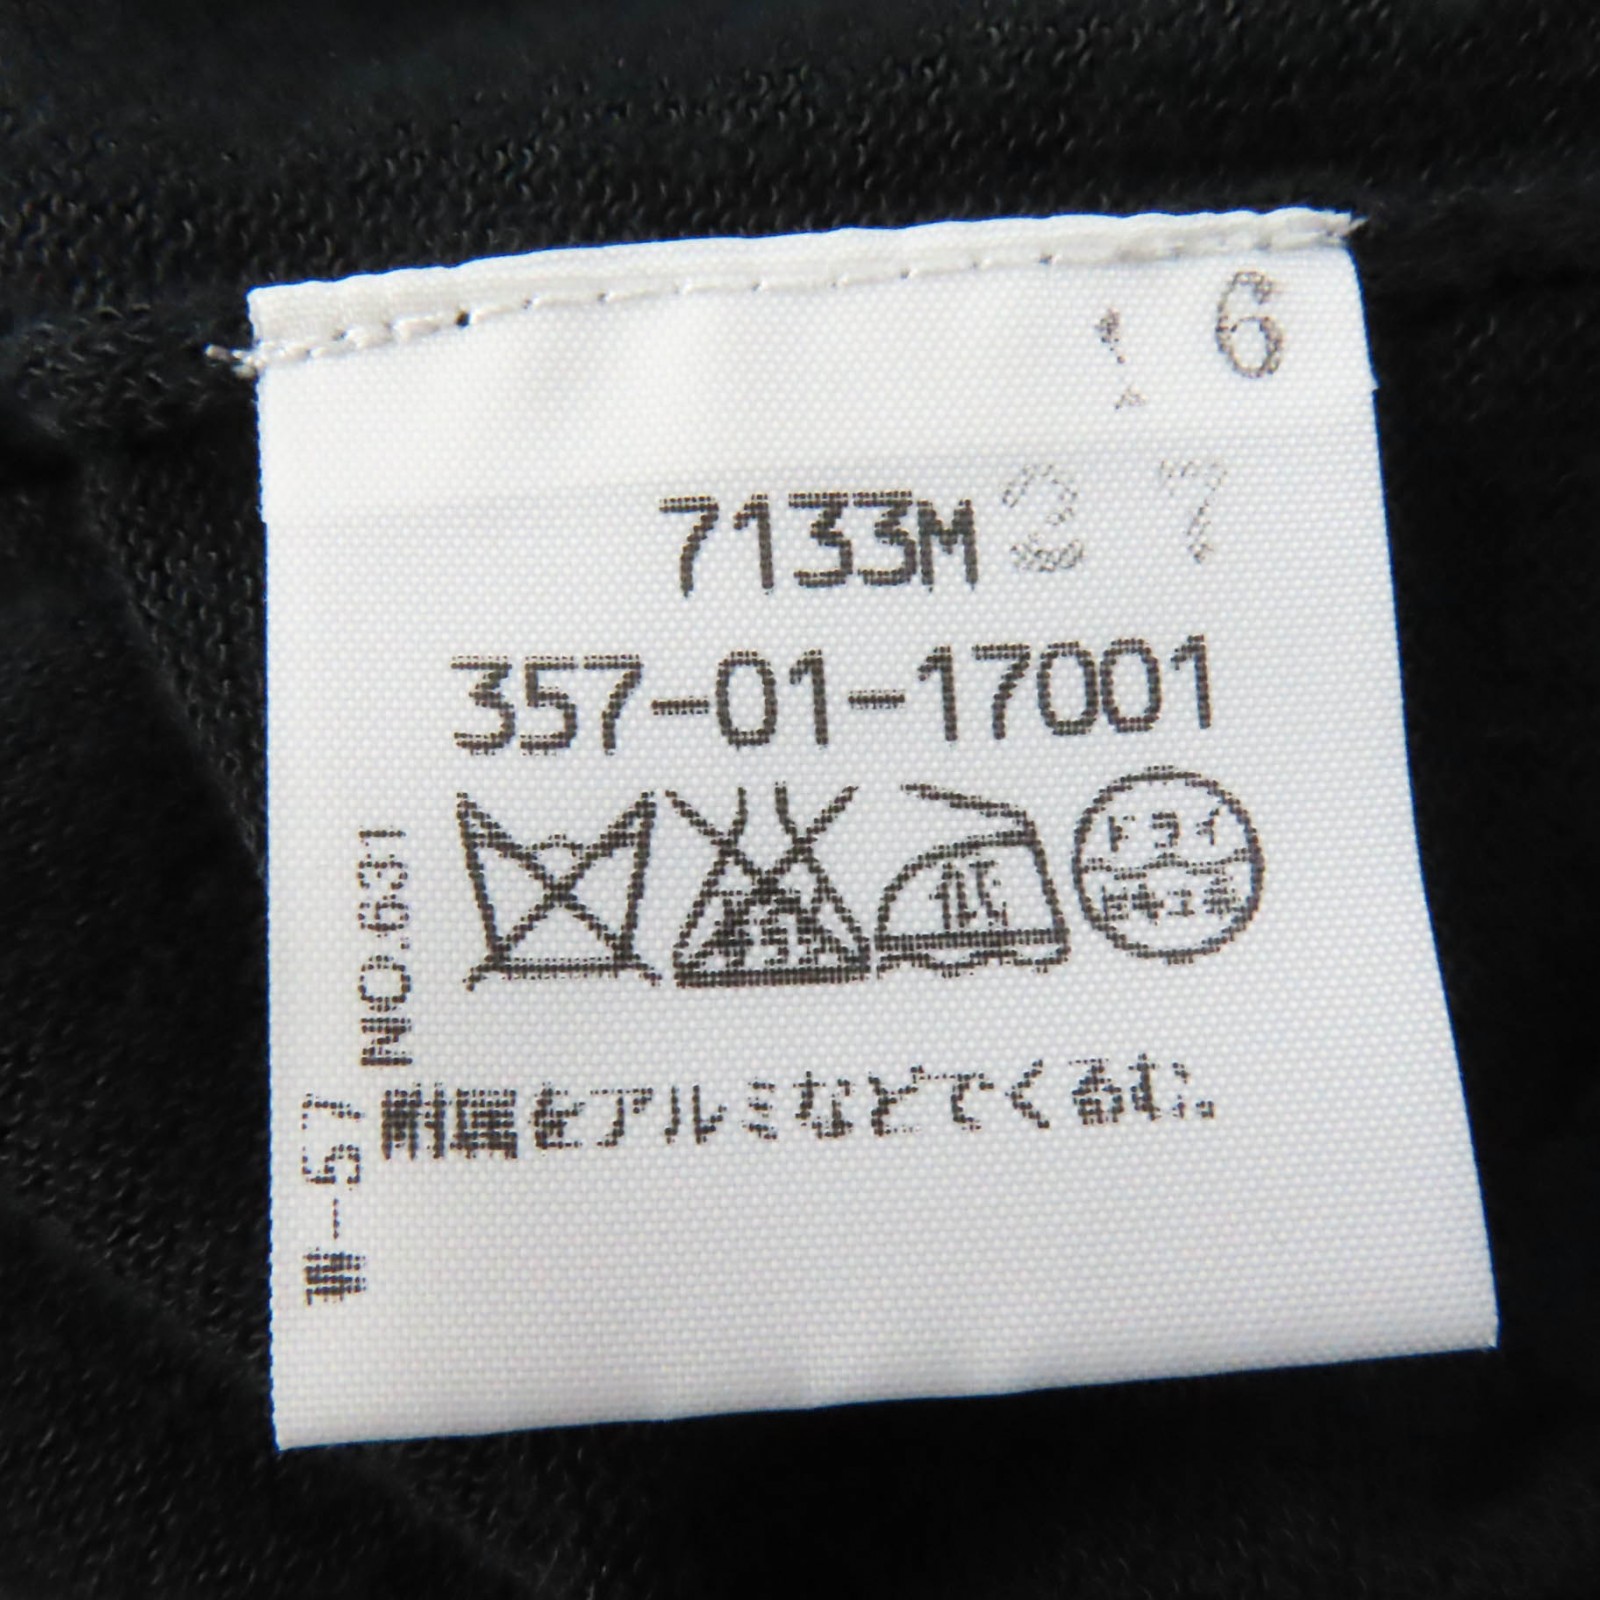 6
7133M 27
357-01-17001
低
ドライ
セキユ系
附属をアルミなどでくるむ。
NO.631
W-57